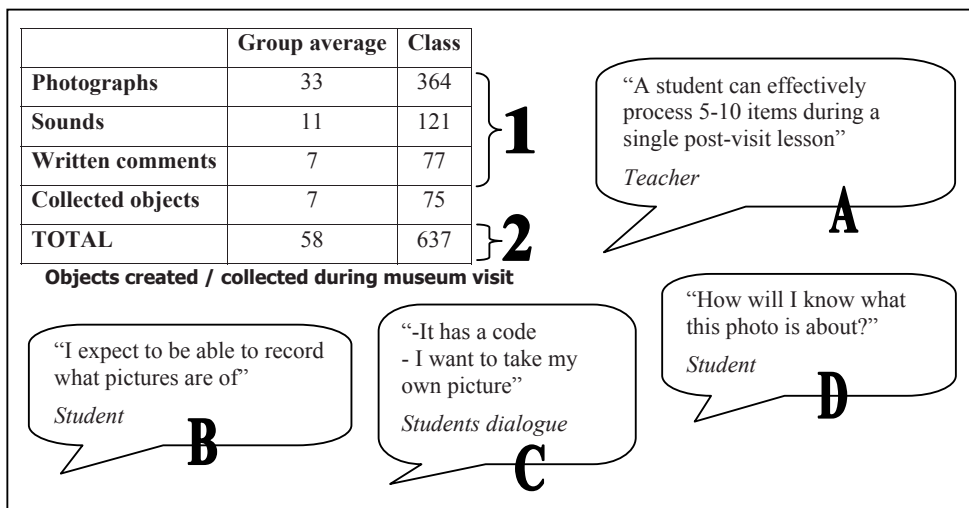 Group average Class
Photographs 33 364
Sounds 11 121
Written comments 7 77
Collected objects 7 75
TOTAL 58 637
1
2
Objects created / collected during museum visit
“A student can effectively
process 5-10 items during a
single post-visit lesson”
Teacher
A
“I expect to be able to record
what pictures are of”
Student
B
“-It has a code
- I want to take my
own picture”
Students dialogue
C
“How will I know what
this photo is about?”
Student
D